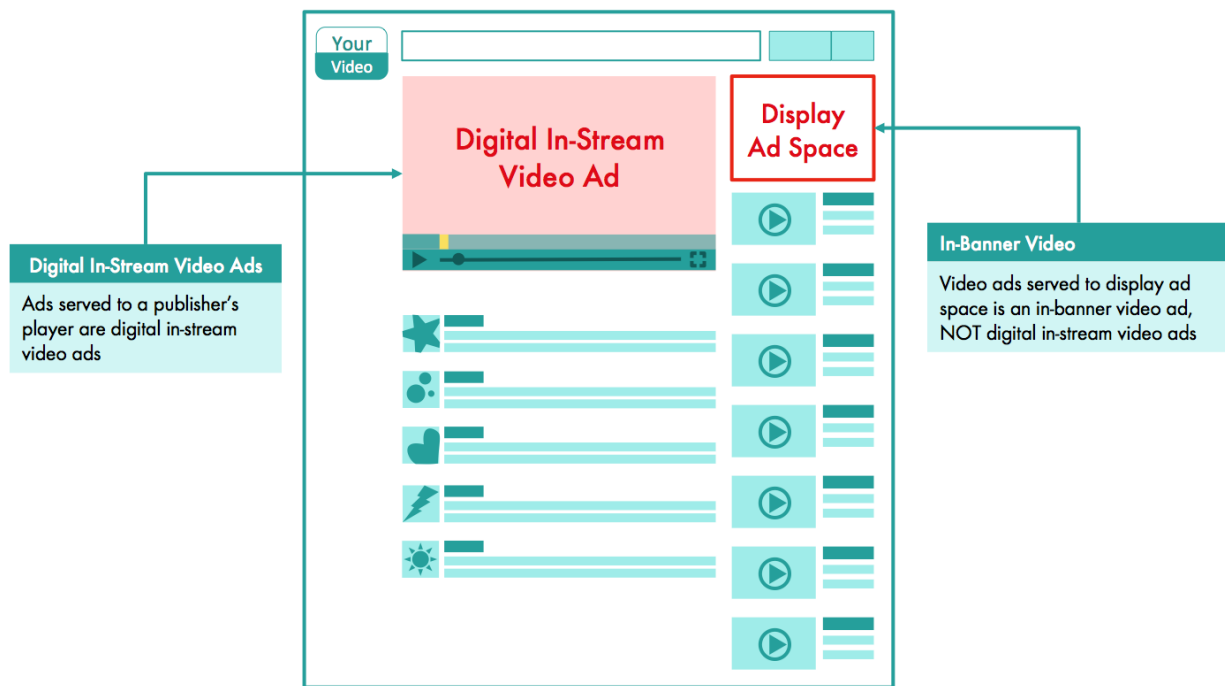 Your
Video
Digital In-Stream
Video Ad
Display
Ad Space
Digital In-Stream Video Ads
Ads served to a publisher's
player are digital in-stream
video ads
In-Banner Video
Video ads served to display ad
space is an in-banner video ad,
NOT digital in-stream video ads